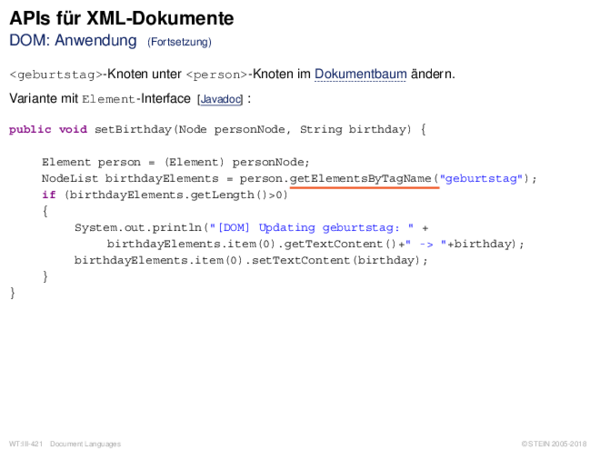 APIs für XML-Dokumente
DOM: Anwendung (Fortsetzung)
<geburtstag>-Knoten unter <person>-Knoten im Dokumentbaum ändern.
Variante mit Element-Interface [Javadoc] :
public void setBirthday(Node personNode, String birthday) {
Element person = (Element) personNode;
NodeList birthdayElements = person.getElementsByTagName("geburtstag");
if (birthdayElements.getLength()>0)
{
System.out.println("[DOM] Updating geburtstag: " +
birthdayElements.item(0).getTextContent()+" -> "+birthday);
birthdayElements.item(0).setTextContent(birthday);
}
}
WT:III-421 Document Languages © STEIN 2005-2018